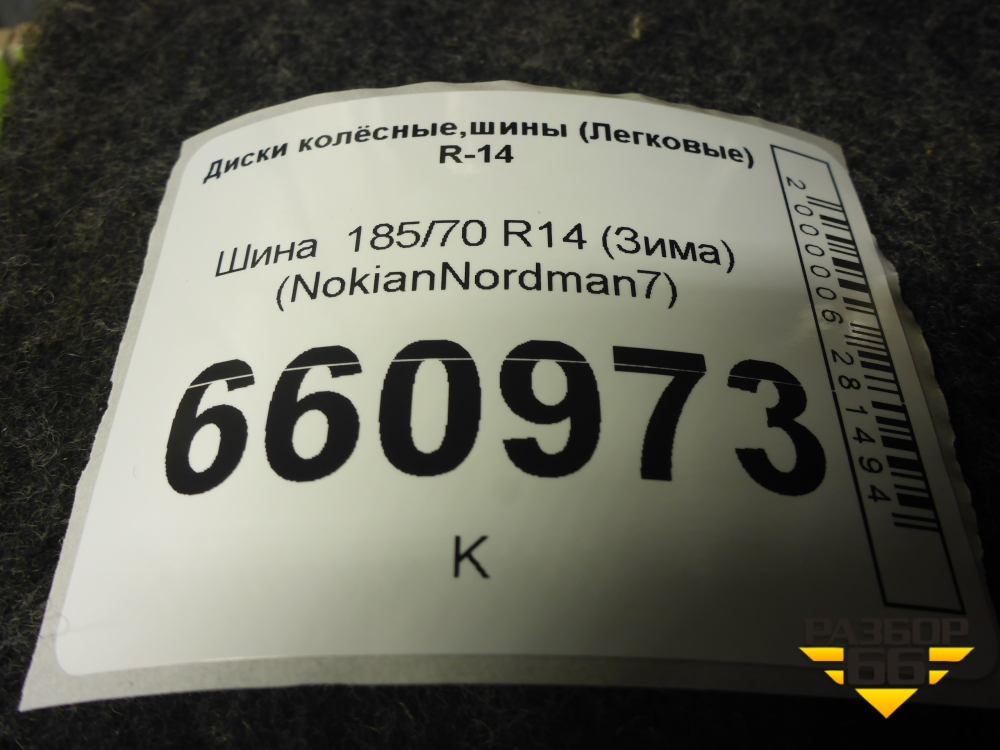 Диски колёсные,шины (Легковые)
R-14
Шина 185/70 R14 (Зима)
(NokianNordman7)
660973
К
2000006281494
РАЗБОР
66